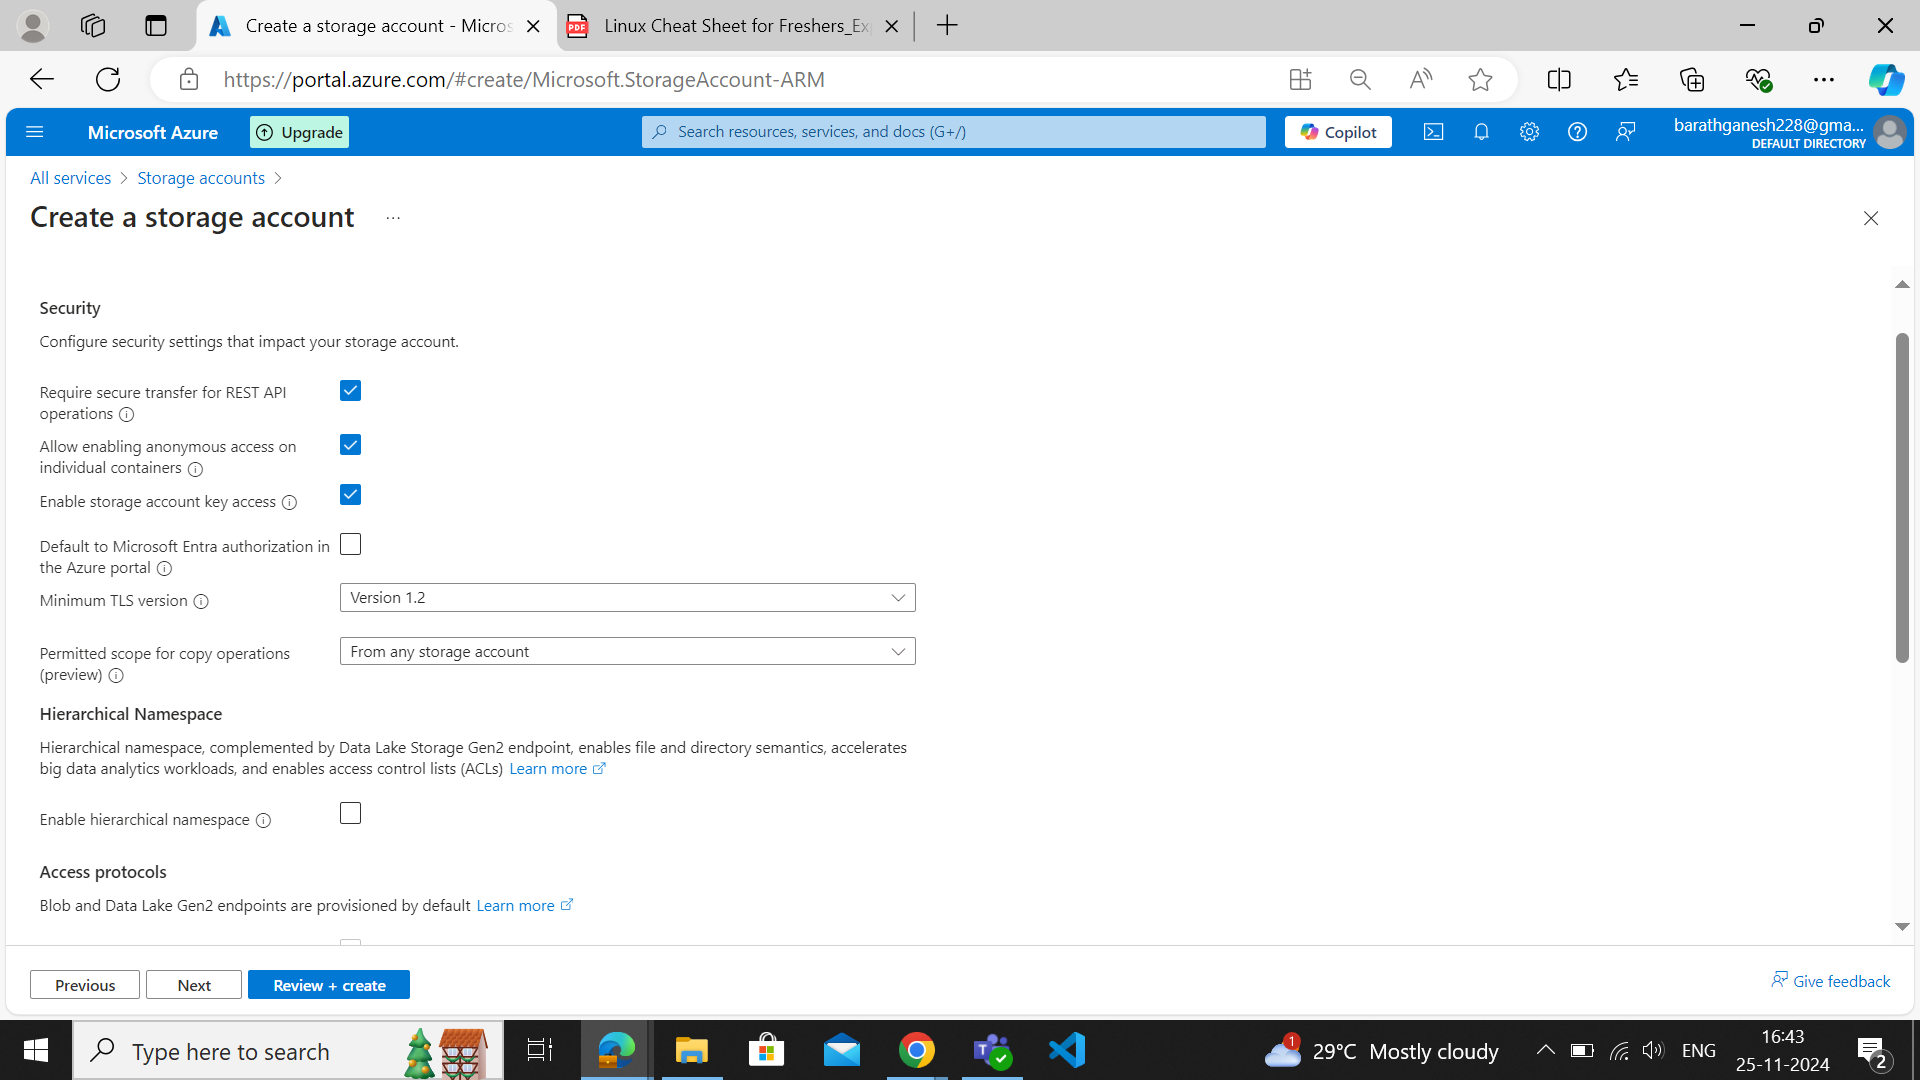 Create a storage account - Micros
Linux Cheat Sheet for Freshers_Ex
https://portal.azure.com/#create/Microsoft.StorageAccount-ARM
Microsoft Azure
Upgrade
Search resources, services, and docs (G+/)
Copilot
barathganesh228@gma...
DEFAULT DIRECTORY
All services
Storage accounts
Create a storage account
Security
Configure security settings that impact your storage account.
Require secure transfer for REST API
operations
Allow enabling anonymous access on
individual containers
Enable storage account key access
Default to Microsoft Entra authorization in
the Azure portal
Minimum TLS version
Version 1.2
Permitted scope for copy operations
(preview)
From any storage account
Hierarchical Namespace
Hierarchical namespace, complemented by Data Lake Storage Gen2 endpoint, enables file and directory semantics, accelerates
big data analytics workloads, and enables access control lists (ACLs) Learn more
Enable hierarchical namespace
Access protocols
Blob and Data Lake Gen2 endpoints are provisioned by default Learn more
Previous
Next
Review + create
Give feedback
Type here to search
1
29°C Mostly cloudy
ENG
16:43
25-11-2024
2